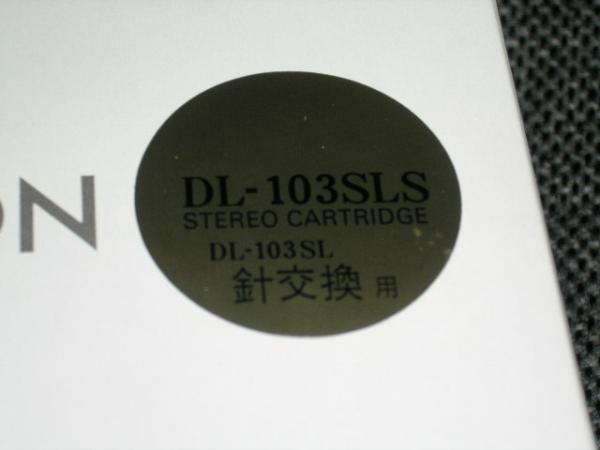 ON
DL-103SLS
STEREO CARTRIDGE
DL-103SL
針交換用